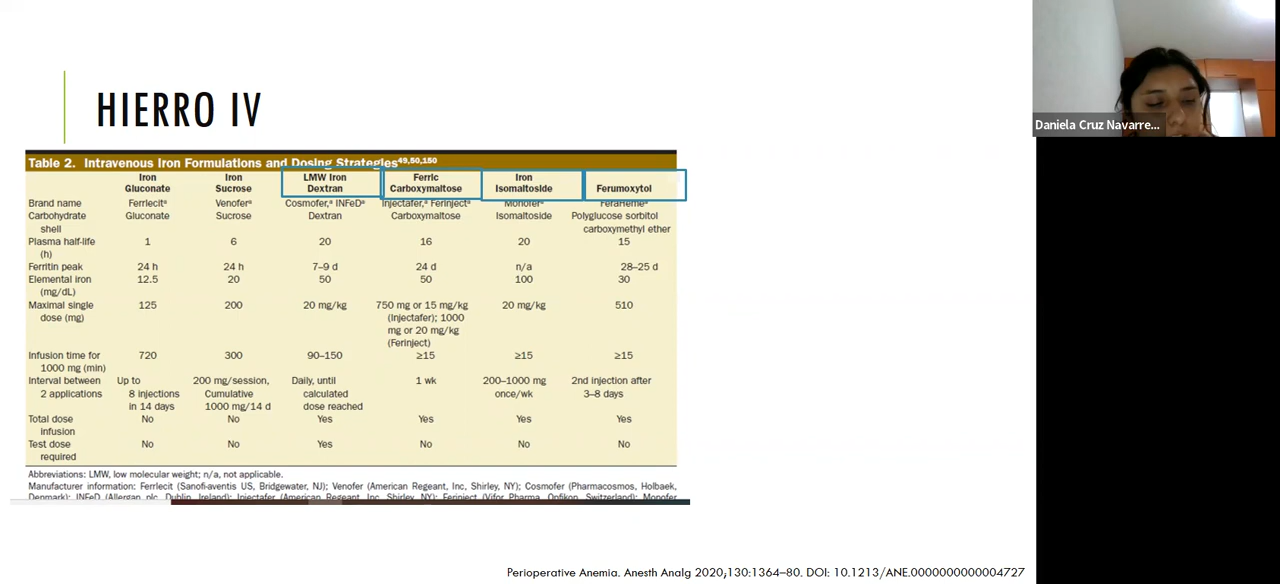 HIERRO IV
Daniela Cruz Navarre...
Table 2. Intravenous Iron Formulations and Dosing Strategies49,50,150
Iron Gluconate Iron Sucrose LMW Iron Dextran Ferric Carboxymaltose Iron Isomaltoside Ferumoxytol
Brand name Ferrlecita Venofera Cosmofer,a INFeDa Injectafer,a Ferinjecta Monofera Ferahemea
Carbohydrate shell Gluconate Sucrose Dextran Carboxymaltose Isomaltoside Polyglucose sorbitol carboxymethyl ether
Plasma half-life (h) 1 6 20 16 20 15
Ferritin peak 24 h 24 h 7–9 d 24 d n/a 28–25 d
Elemental iron (mg/dL) 12.5 20 50 50 100 30
Maximal single dose (mg) 125 200 20 mg/kg 750 mg or 15 mg/kg (Injectafer); 1000 mg or 20 mg/kg (Ferinject) 20 mg/kg 510
Infusion time for 1000 mg (min) 720 300 90–150 ≥15 ≥15 ≥15
Interval between 2 applications Up to 8 injections in 14 days 200 mg/session, Cumulative 1000 mg/14 d Daily, until calculated dose reached 1 wk 200–1000 mg once/wk 2nd injection after 3–8 days
Total dose infusion No No Yes Yes Yes Yes
Test dose required No No Yes No No No
Abbreviations: LMW, low molecular weight; n/a, not applicable.
Manufacturer information: Ferrlecit (Sanofi-aventis US, Bridgewater, NJ); Venofer (American Regeant, Inc, Shirley, NY); Cosmofer (Pharmacosmos, Holbaek,
Denmark); INFeD (Allergan plc, Dublin, Ireland); Injectafer (American Regeant, Inc, Shirley, NY); Ferinject (Vifor Pharma, Opfikon, Switzerland); Monofer
Perioperative Anemia. Anesth Analg 2020;130:1364–80. DOI: 10.1213/ANE.0000000000004727